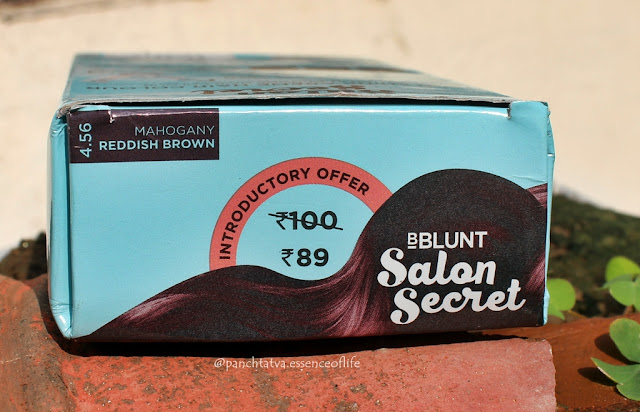 4.56
MAHOGANY
REDDISH BROWN
INTRODUCTORY OFFER
₹100
₹89
BBLUNT
Salon
Secret
@panchtatva.essenceoflife